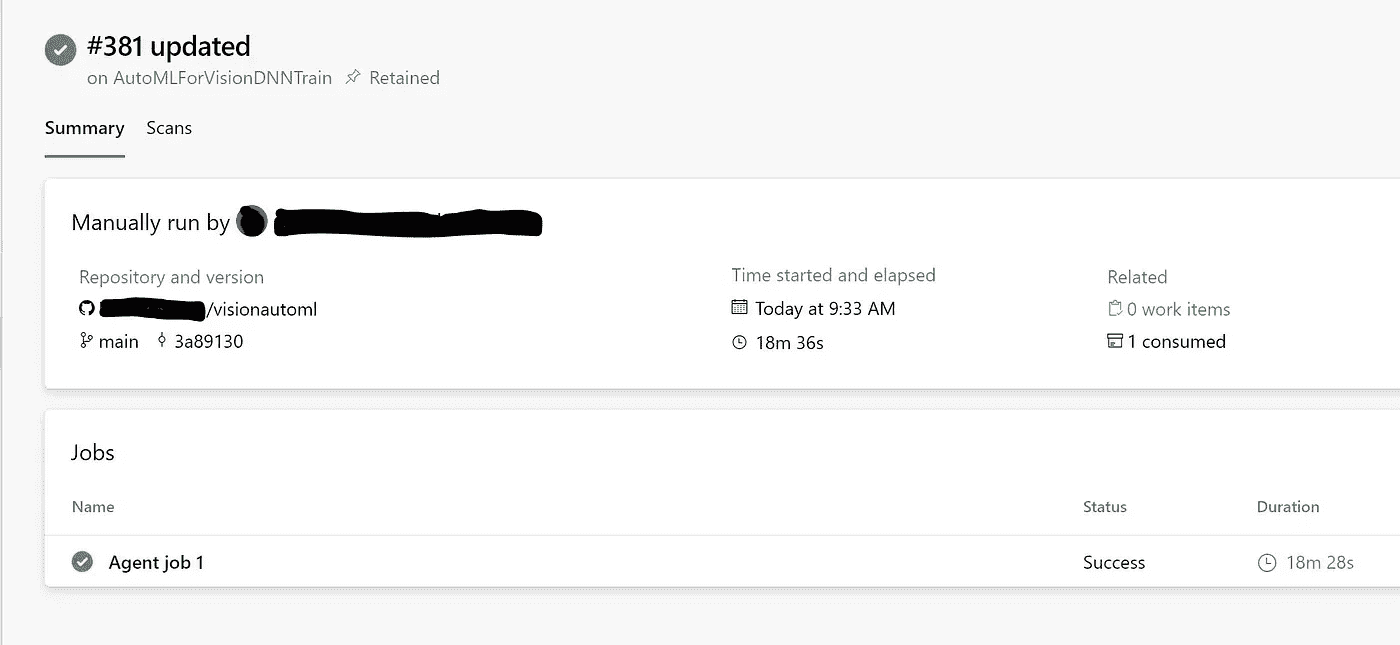 #381 updated
on AutoMLForVisionDNNTrain Retained
Summary Scans
Manually run by
Repository and version
/visionautoml
main 3a89130
Time started and elapsed
Today at 9:33 AM
18m 36s
Related
0 work items
1 consumed
Jobs
Name Status Duration
Agent job 1 Success 18m 28s